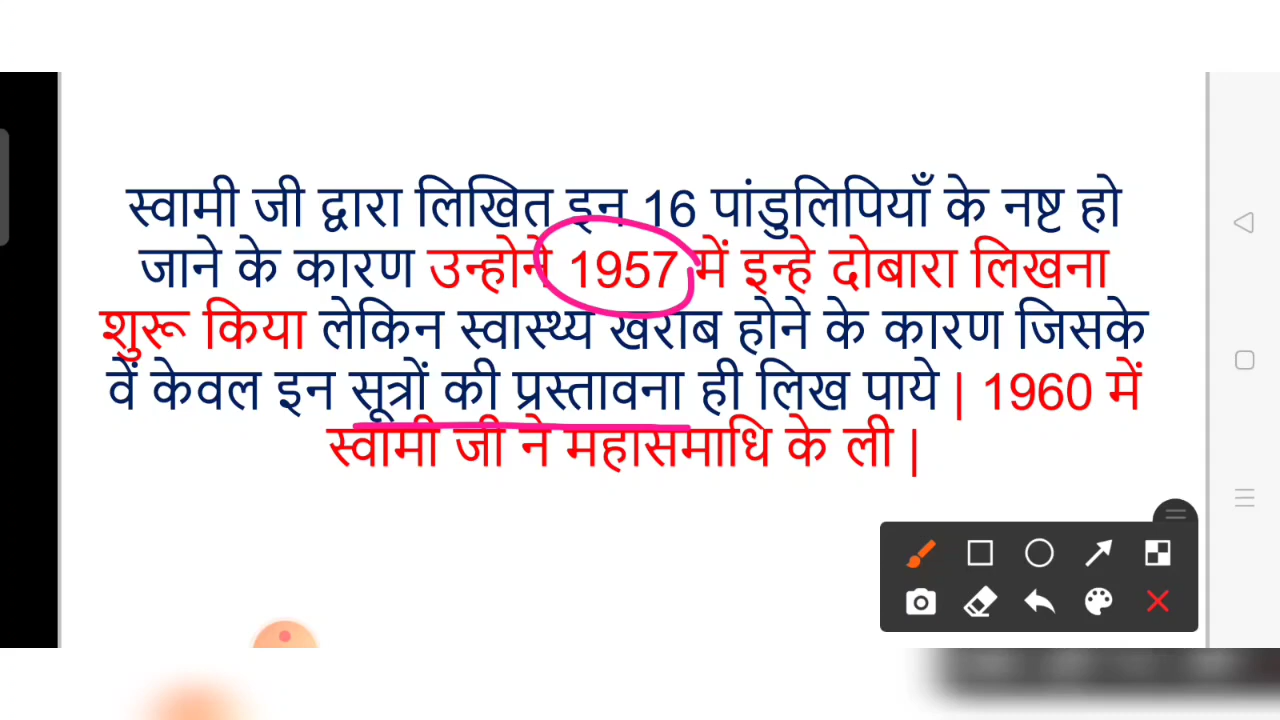 स्वामी जी द्वारा लिखित इन 16 पांडुलिपियाँ के नष्ट हो
जाने के कारण उन्होने 1957 में इन्हे दोबारा लिखना
शुरू किया लेकिन स्वास्थ्य खराब होने के कारण जिसके
वें केवल इन सूत्रों की प्रस्तावना ही लिख पाये | 1960 में
स्वामी जी ने महासमाधि के ली |